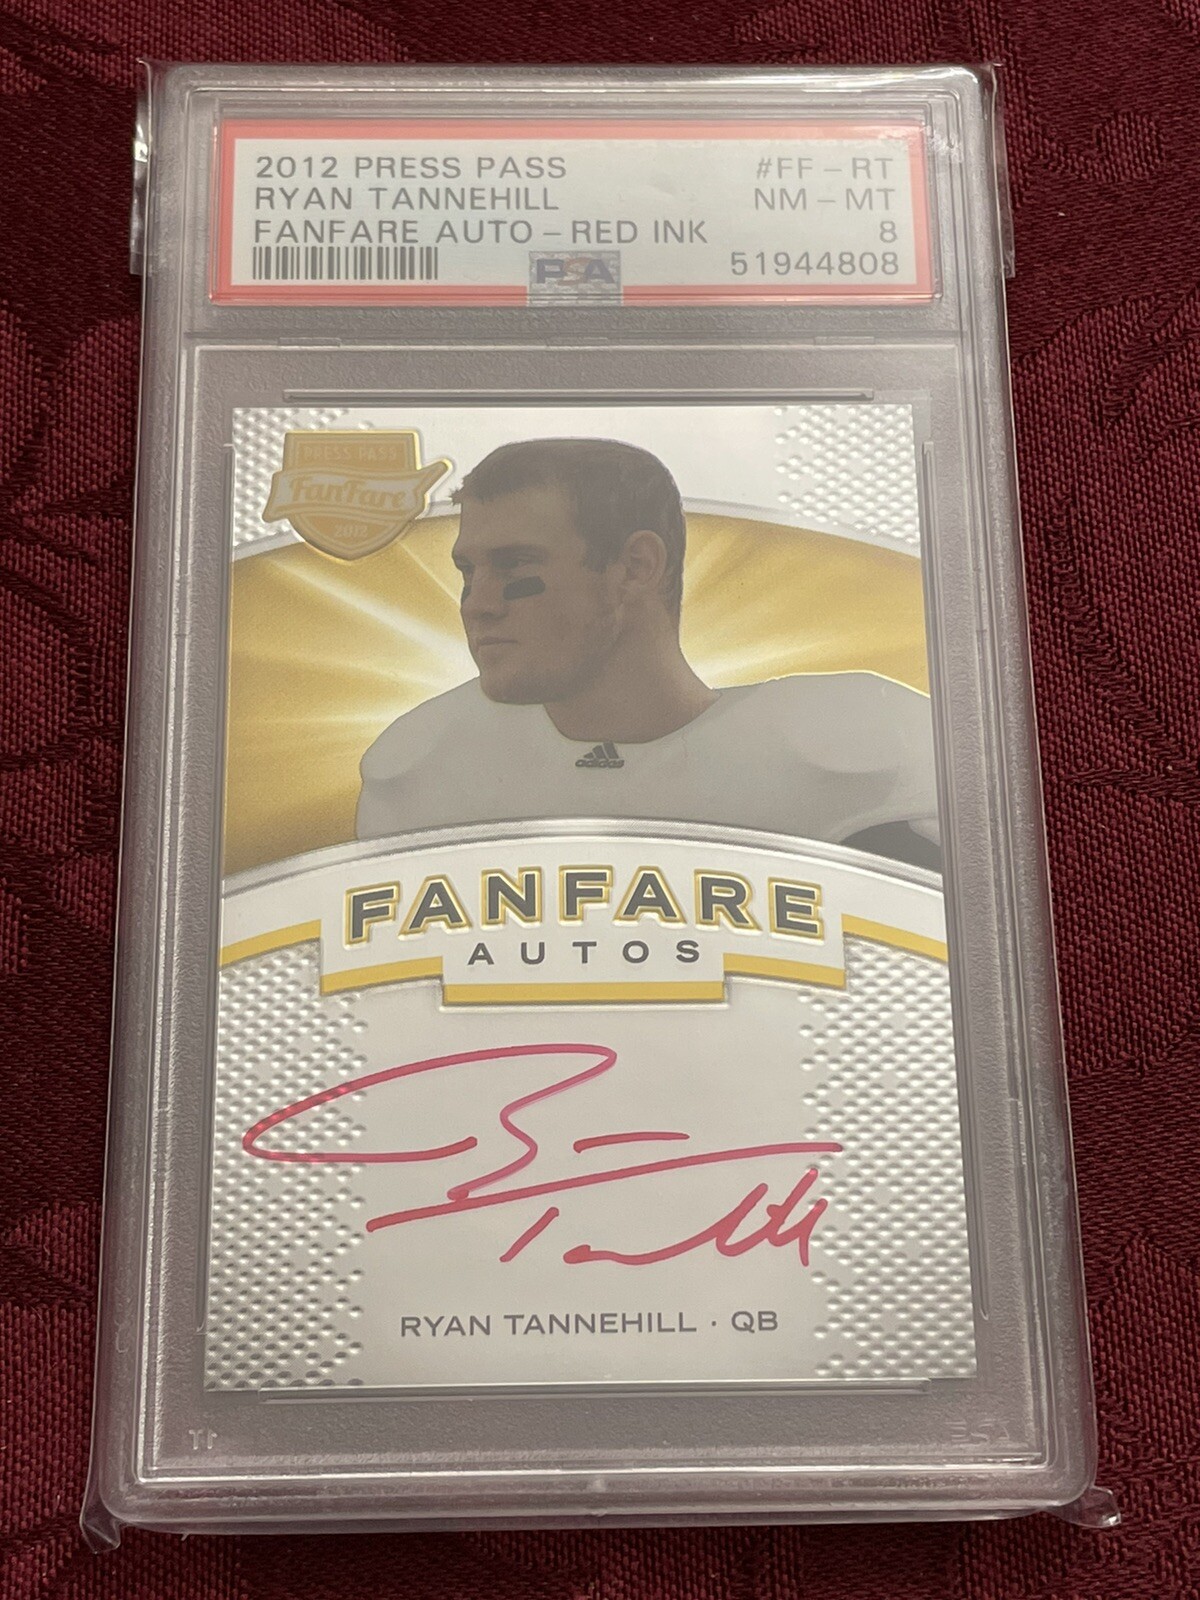 2012 PRESS PASS #FF-RT
RYAN TANNEHILL NM-MT
FANFARE AUTO-RED INK 8
PSA 51944808
PRESS PASS
FanFare
2012
adidas
FANFARE
AUTOS
RYAN TANNEHILL · QB